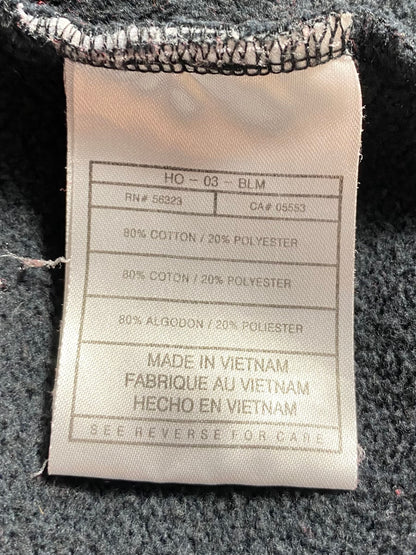 HO - 03 - BLM
RN# 56323 CA# 05553
80% COTTON / 20% POLYESTER
80% COTON / 20% POLYESTER
80% ALGODON / 20% POLIESTER
MADE IN VIETNAM
FABRIQUE AU VIETNAM
HECHO EN VIETNAM
SEE REVERSE FOR CARE